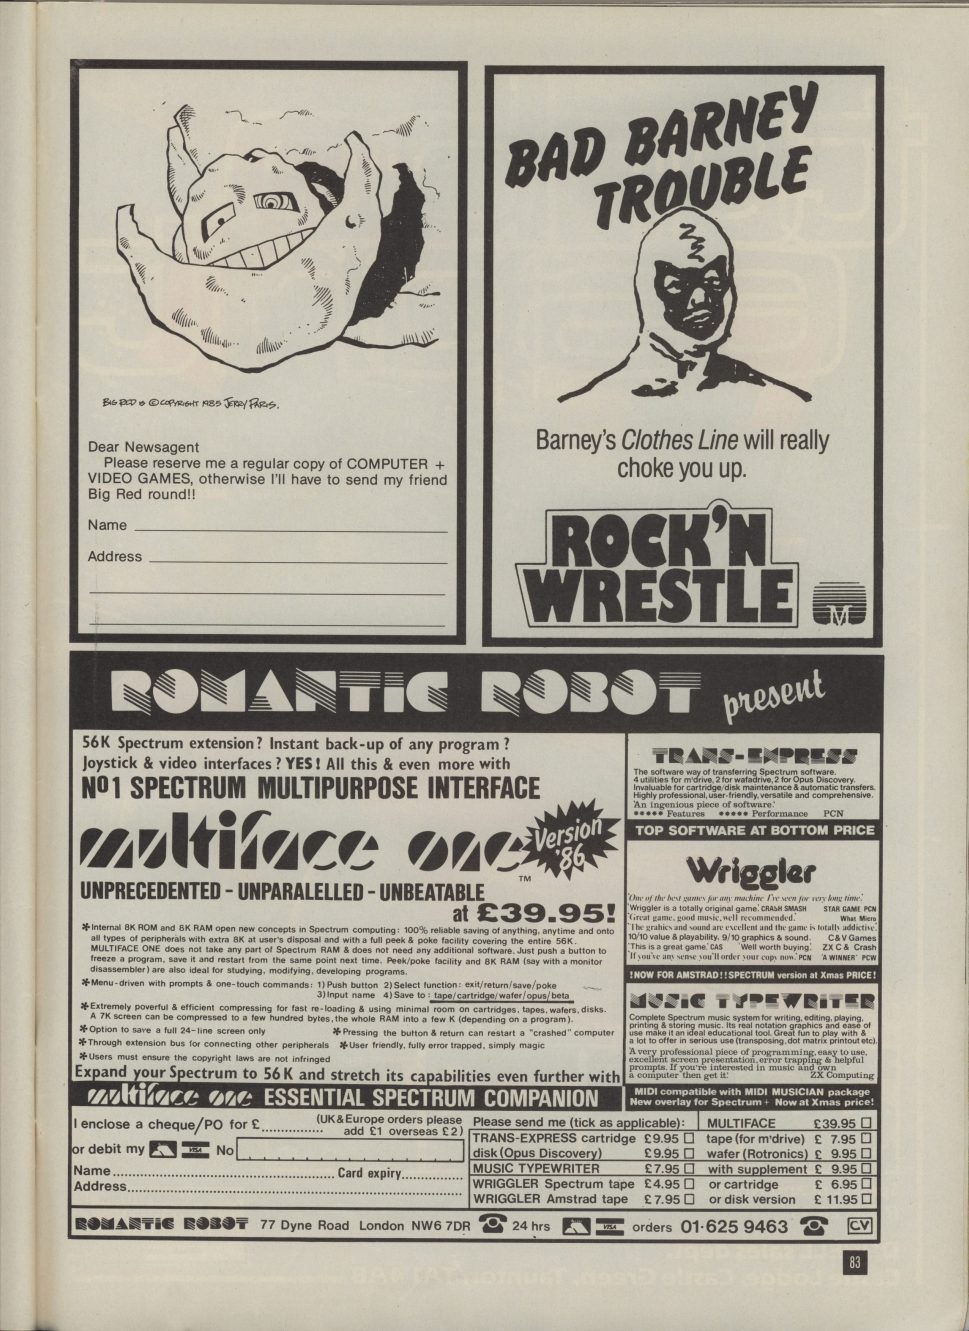 BIG RED IS © COPYRIGHT 1985 JERRY PARIS.
Dear Newsagent
Please reserve me a regular copy of COMPUTER +
VIDEO GAMES, otherwise I'll have to send my friend
Big Red round!!
Name
Address
BAD BARNEY
TROUBLE
Barney's Clothes Line will really
choke you up.
ROCK'N
WRESTLE
M
ROMANTIC ROBOT present
56K Spectrum extension? Instant back-up of any program?
Joystick & video interfaces? YES! All this & even more with
Nº1 SPECTRUM MULTIPURPOSE INTERFACE
multiface one
TM
Version
'86
UNPRECEDENTED - UNPARALELLED - UNBEATABLE
at £39.95!
*Internal 8K ROM and 8K RAM open new concepts in Spectrum computing: 100% reliable saving of anything, anytime and onto
all types of peripherals with extra 8K at user's disposal and with a full peek & poke facility covering the entire 56K.
MULTIFACE ONE does not take any part of Spectrum RAM & does not need any additional software. Just push a button to
freeze a program, save it and restart from the same point next time. Peek/poke facility and 8K RAM (say with a monitor
disassembler) are also ideal for studying, modifying, developing programs.
*Menu-driven with prompts & one-touch commands: 1) Push button 2) Select function: exit/return/save/poke
3) Input name 4) Save to: tape/cartridge/wafer/opus/beta
*Extremely powerful & efficient compressing for fast re-loading & using minimal room on cartridges, tapes, wafers, disks.
A 7K screen can be compressed to a few hundred bytes, the whole RAM into a few K (depending on a program).
*Option to save a full 24-line screen only *Pressing the button & return can restart a "crashed" computer
*Through extension bus for connecting other peripherals *User friendly, fully error trapped, simply magic
*Users must ensure the copyright laws are not infringed
Expand your Spectrum to 56K and stretch its capabilities even further with
multiface one ESSENTIAL SPECTRUM COMPANION
TRANS-EXPRESS
The software way of transferring Spectrum software.
4 utilities for m'drive, 2 for wafadrive, 2 for Opus Discovery.
Invaluable for cartridge/disk maintenance & automatic transfers.
Highly professional, user-friendly, versatile and comprehensive.
'An ingenious piece of software.'
***** Features ***** Performance PCN
TOP SOFTWARE AT BOTTOM PRICE
Wriggler
'One of the best games for any machine I've seen for very long time.'
'Wriggler is a totally original game.' CRASH SMASH STAR GAME PCN
'Great game, good music, well recommended.' What Micro
'The grahics and sound are excellent and the game is totally addictive.'
10/10 value & playability. 9/10 graphics & sound. C&V Games
'This is a great game.' CAS 'Well worth buying.' ZX C & Crash
'If you've any sense you'll order your copy now.' PCN 'A WINNER' PCW
!NOW FOR AMSTRAD!! SPECTRUM version at Xmas PRICE!
MUSIC TYPEWRITER
Complete Spectrum music system for writing, editing, playing,
printing & storing music. Its real notation graphics and ease of
use make it an ideal educational tool. Great fun to play with &
a lot to offer in serious use (transposing, dot matrix printout etc).
'A very professional piece of programming, easy to use,
excellent screen presentation, error trapping & helpful
prompts. If you're interested in music and own
a computer then get it.' ZX Computing
MIDI compatible with MIDI MUSICIAN package
New overlay for Spectrum + Now at Xmas price!
I enclose a cheque/PO for £ (UK & Europe orders please
add £1 overseas £2)
or debit my VISA No
Name Card expiry
Address
Please send me (tick as applicable): MULTIFACE £39.95
TRANS-EXPRESS cartridge £9.95 tape (for m'drive) £ 7.95
disk (Opus Discovery) £9.95 wafer (Rotronics) £ 9.95
MUSIC TYPEWRITER £7.95 with supplement £ 9.95
WRIGGLER Spectrum tape £4.95 or cartridge £ 6.95
WRIGGLER Amstrad tape £7.95 or disk version £ 11.95
ROMANTIC ROBOT 77 Dyne Road London NW6 7DR 24 hrs VISA orders 01-625 9463 CV
83